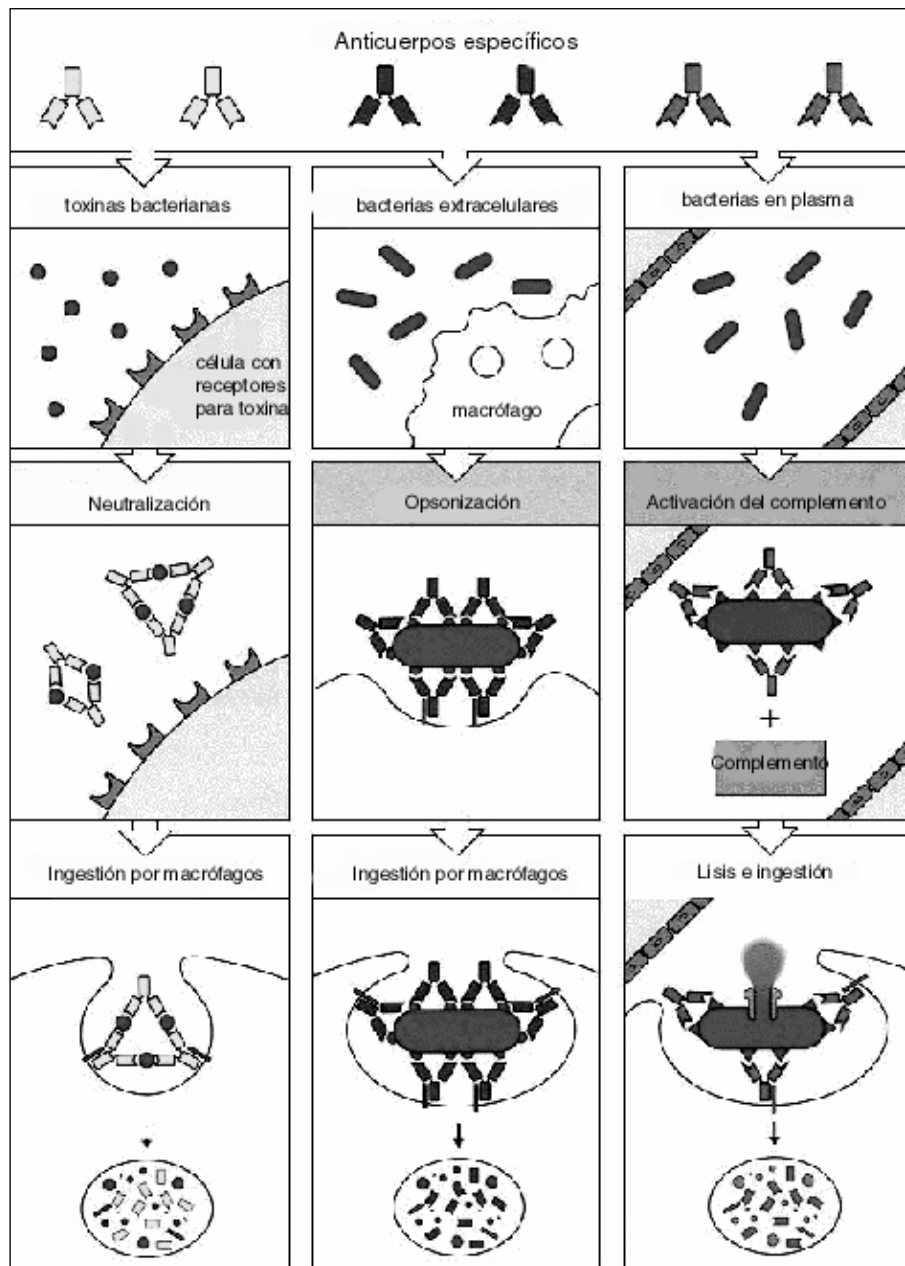 Anticuerpos específicos
toxinas bacterianas
bacterias extracelulares
bacterias en plasma
célula con
receptores
para toxina
macrófago
Neutralización
Opsonización
Activación del complemento
+
Complemento
Ingestión por macrófagos
Ingestión por macrófagos
Lisis e ingestión